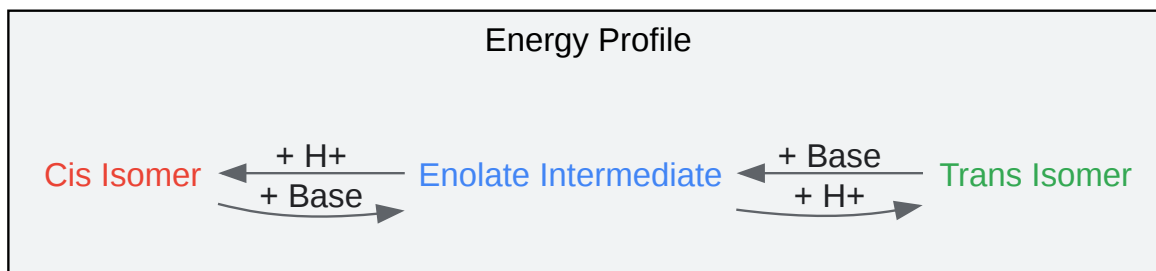 Energy Profile
+ H+
+ Base
Cis Isomer
Enolate Intermediate
Trans Isomer
+ Base
+ H+